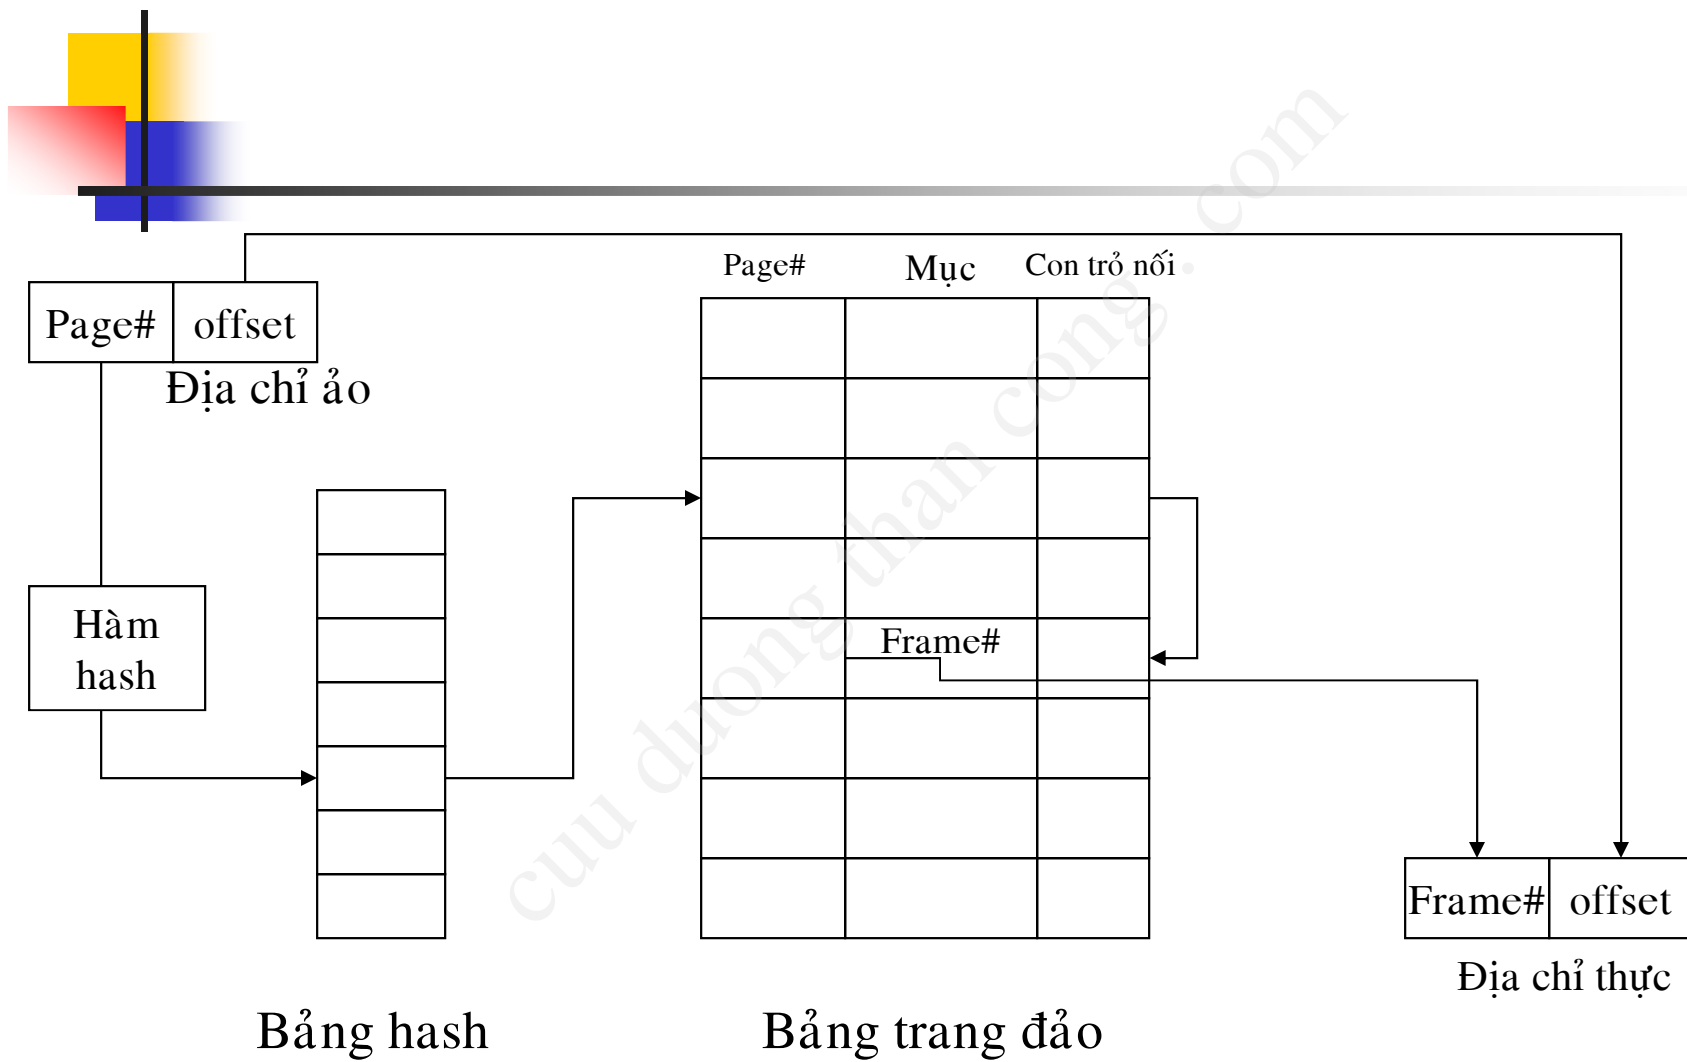 Page# Mục Con trỏ nối
Page# offset
Địa chỉ ảo
Hàm
hash
Frame#
Frame# offset
Địa chỉ thực
Bảng hash
Bảng trang đảo
cuu duong than cong . com